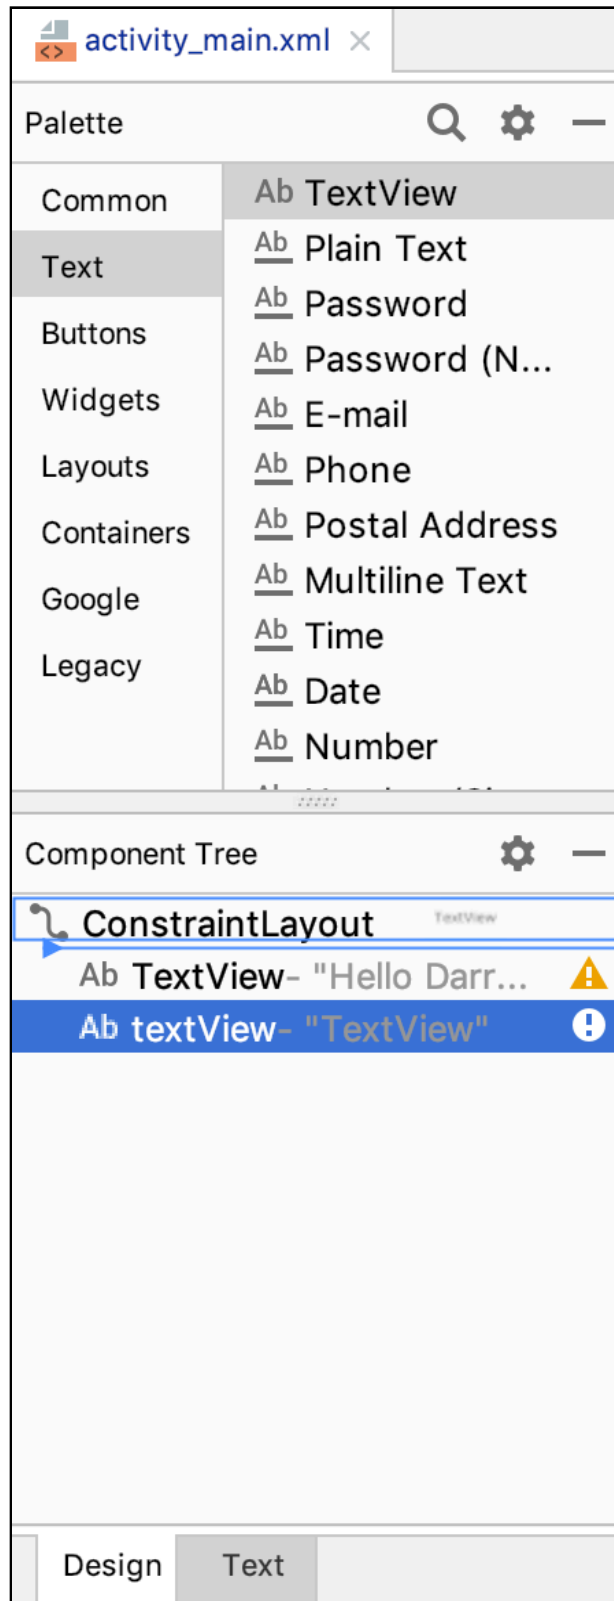 activity_main.xml
Palette
Common
Text
Buttons
Widgets
Layouts
Containers
Google
Legacy
Ab TextView
Ab Plain Text
Ab Password
Ab Password (N...
Ab E-mail
Ab Phone
Ab Postal Address
Ab Multiline Text
Ab Time
Ab Date
Ab Number
Component Tree
ConstraintLayout TextView
Ab TextView- "Hello Darr...
Ab textView- "TextView"
Design Text